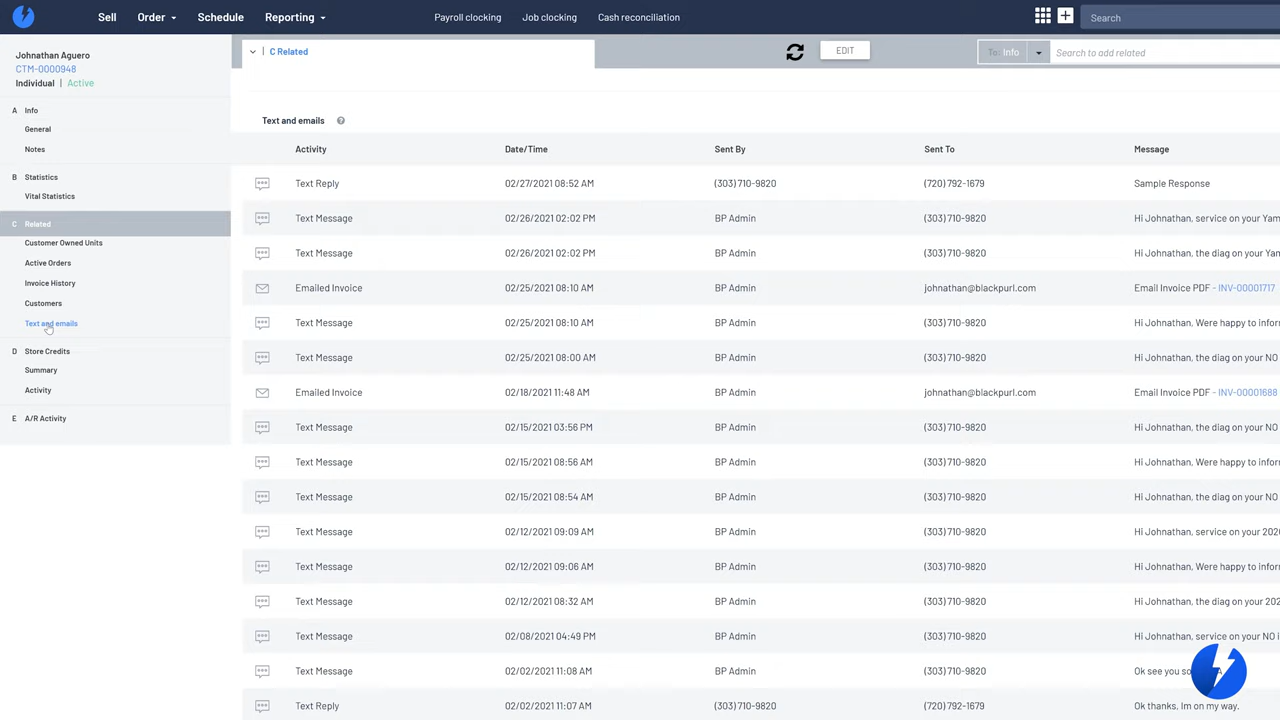 Sell Order Schedule Reporting Payroll clocking Job clocking Cash reconciliation Search
Johnathan Aguero
CTM-0000948
Individual | Active
A Info
General
Notes
B Statistics
Vital Statistics
C Related
Customer Owned Units
Active Orders
Invoice History
Customers
Text and emails
D Store Credits
Summary
Activity
E A/R Activity
| C Related EDIT To: Info Search to add related
Text and emails ?
Activity Date/Time Sent By Sent To Message
Text Reply 02/27/2021 08:52 AM (303) 710-9820 (720) 792-1679 Sample Response
Text Message 02/26/2021 02:02 PM BP Admin (303) 710-9820 Hi Johnathan, service on your Yam
Text Message 02/26/2021 02:02 PM BP Admin (303) 710-9820 Hi Johnathan, the diag on your Yam
Emailed Invoice 02/25/2021 08:10 AM BP Admin johnathan@blackpurl.com Email Invoice PDF - INV-00001717
Text Message 02/25/2021 08:10 AM BP Admin (303) 710-9820 Hi Johnathan, Were happy to infor
Text Message 02/25/2021 08:00 AM BP Admin (303) 710-9820 Hi Johnathan, the diag on your NO
Emailed Invoice 02/18/2021 11:48 AM BP Admin johnathan@blackpurl.com Email Invoice PDF - INV-00001688
Text Message 02/15/2021 03:56 PM BP Admin (303) 710-9820 Hi Johnathan, the diag on your NO
Text Message 02/15/2021 08:56 AM BP Admin (303) 710-9820 Hi Johnathan, Were happy to infor
Text Message 02/15/2021 08:54 AM BP Admin (303) 710-9820 Hi Johnathan, the diag on your NO
Text Message 02/12/2021 09:09 AM BP Admin (303) 710-9820 Hi Johnathan, service on your 202
Text Message 02/12/2021 09:06 AM BP Admin (303) 710-9820 Hi Johnathan, Were happy to infor
Text Message 02/12/2021 08:32 AM BP Admin (303) 710-9820 Hi Johnathan, the diag on your 202
Text Message 02/08/2021 04:49 PM BP Admin (303) 710-9820 Hi Johnathan, service on your NO i
Text Message 02/02/2021 11:08 AM BP Admin (303) 710-9820 Ok see you
Text Reply 02/02/2021 11:07 AM (303) 710-9820 (720) 792-1679 Ok thanks, Im on my way.